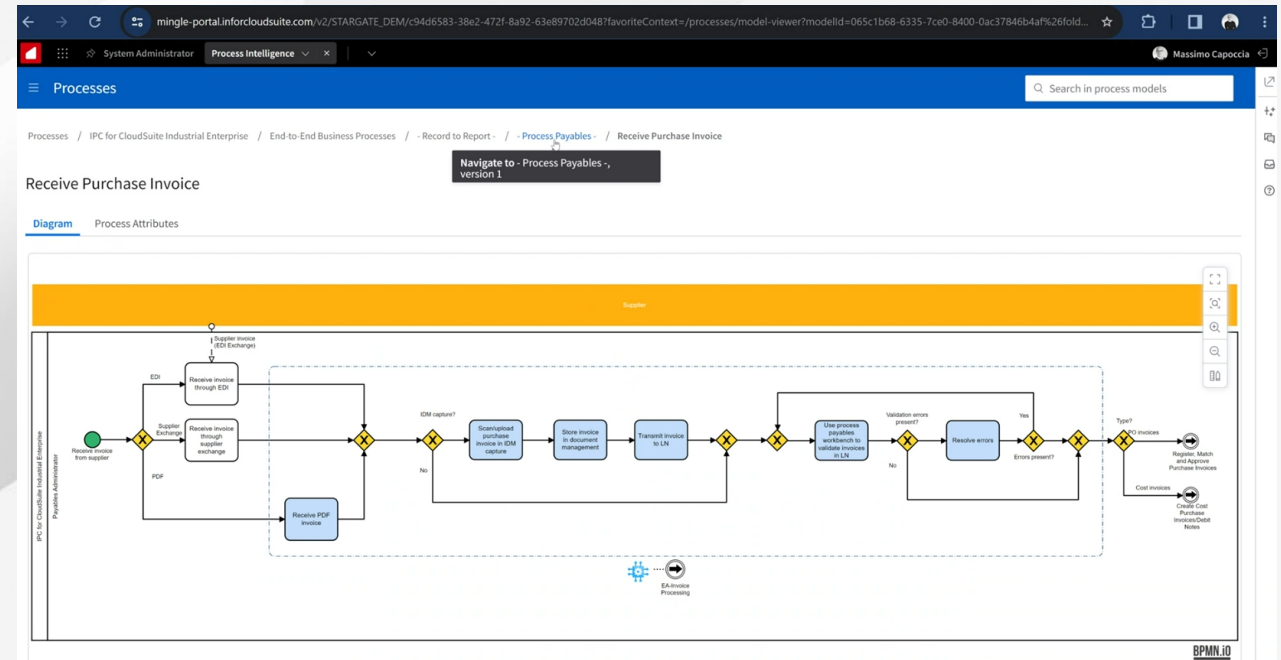 mingle-portal.inforcloudsuite.com/v2/STARGATE_DEM/c94d6583-38e2-472f-8a92-63e89702d048?favoriteContext=/processes/model-viewer?modelId=065c1b68-6335-7ce0-8400-0ac37846b4af%26fold...
System Administrator
Process Intelligence
Massimo Capoccia
Processes
Search in process models
Processes / IPC for CloudSuite Industrial Enterprise / End-to-End Business Processes / - Record to Report - / - Process Payables - / Receive Purchase Invoice
Navigate to - Process Payables -,
version 1
Receive Purchase Invoice
Diagram
Process Attributes
Supplier
IPC for CloudSuite Industrial Enterprise
Payables Administrator
Receive invoice
from supplier
EDI
Supplier
Exchange
PDF
Supplier invoice
(EDI Exchange)
Receive invoice
through EDI
Receive invoice
through
supplier
exchange
Receive PDF
invoice
IDM capture?
No
Scan/upload
purchase
invoice in IDM
capture
Store invoice
in document
management
Transmit invoice
to LN
Use process
payables
workbench to
validate invoices
in LN
Validation errors
present?
No
Resolve errors
Yes
Errors present?
Type?
PO invoices
Register, Match
and Approve
Purchase Invoices
Cost invoices
Create Cost
Purchase
Invoices/Debit
Notes
EA-Invoice
Processing
BPMN.iO